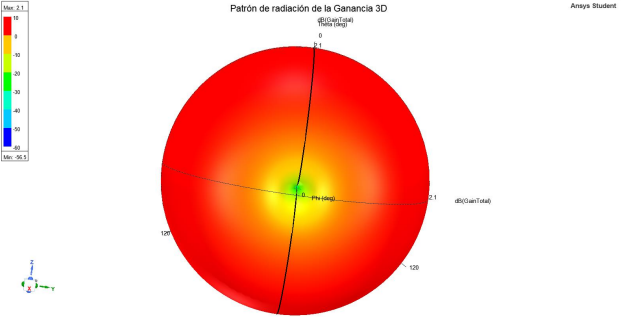 Patrón de radiación de la Ganancia 3D
Ansys Student
Max: 2.1
10
0
-10
-20
-30
-40
-50
-60
Min: -56.5
dB(GainTotal)
Theta (deg)
0
2.1
0
Phi (deg)
2.1
dB(GainTotal)
120
120
Z
X
Y